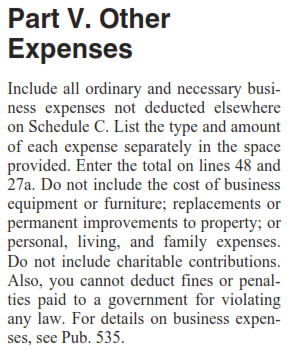 Part V. Other
Expenses
Include all ordinary and necessary busi-
ness expenses not deducted elsewhere
on Schedule C. List the type and amount
of each expense separately in the space
provided. Enter the total on lines 48 and
27a. Do not include the cost of business
equipment or furniture; replacements or
permanent improvements to property; or
personal, living, and family expenses.
Do not include charitable contributions.
Also, you cannot deduct fines or penal-
ties paid to a government for violating
any law. For details on business expen-
ses, see Pub. 535.